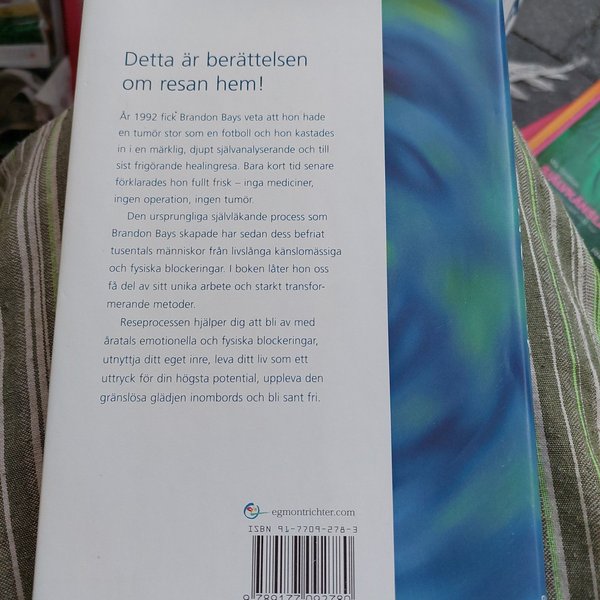 Detta är berättelsen
om resan hem!
År 1992 fick Brandon Bays veta att hon hade
en tumör stor som en fotboll och hon kastades
in i en märklig, djupt självanalyserande och till
sist frigörande healingresa. Bara kort tid senare
förklarades hon fullt frisk – inga mediciner,
ingen operation, ingen tumör.
Den ursprungliga självläkande process som
Brandon Bays skapade har sedan dess befriat
tusentals människor från livslånga känslomässiga
och fysiska blockeringar. I boken låter hon oss
få del av sitt unika arbete och starkt transfor-
merande metoder.
Reseprocessen hjälper dig att bli av med
åratals emotionella och fysiska blockeringar,
utnyttja ditt eget inre, leva ditt liv som ett
uttryck för din högsta potential, uppleva den
gränslösa glädjen inombords och bli sant fri.
egmontrichter.com
ISBN 91-7709-278-3
9 789177 092780